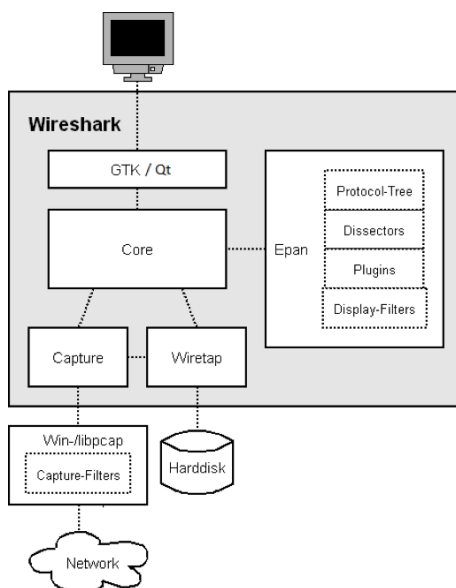 Wireshark
GTK / Qt
Core
Epan
Protocol-Tree
Dissectors
Plugins
Display-Filters
Capture
Wiretap
Win-/libpcap
Capture-Filters
Harddisk
Network